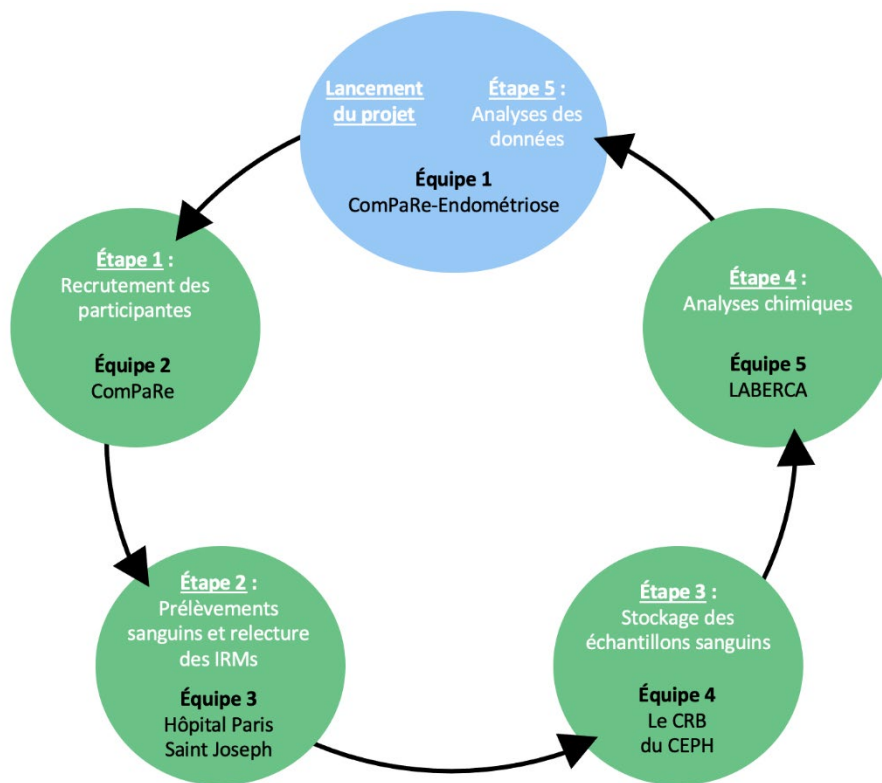 Lancement
du projet
Étape 5 :
Analyses des
données
Équipe 1
ComPaRe-Endométriose
Étape 1 :
Recrutement des
participantes
Équipe 2
ComPaRe
Étape 2 :
Prélèvements
sanguins et relecture
des IRMs
Équipe 3
Hôpital Paris
Saint Joseph
Étape 3 :
Stockage des
échantillons sanguins
Équipe 4
Le CRB
du CEPH
Étape 4 :
Analyses chimiques
Équipe 5
LABERCA